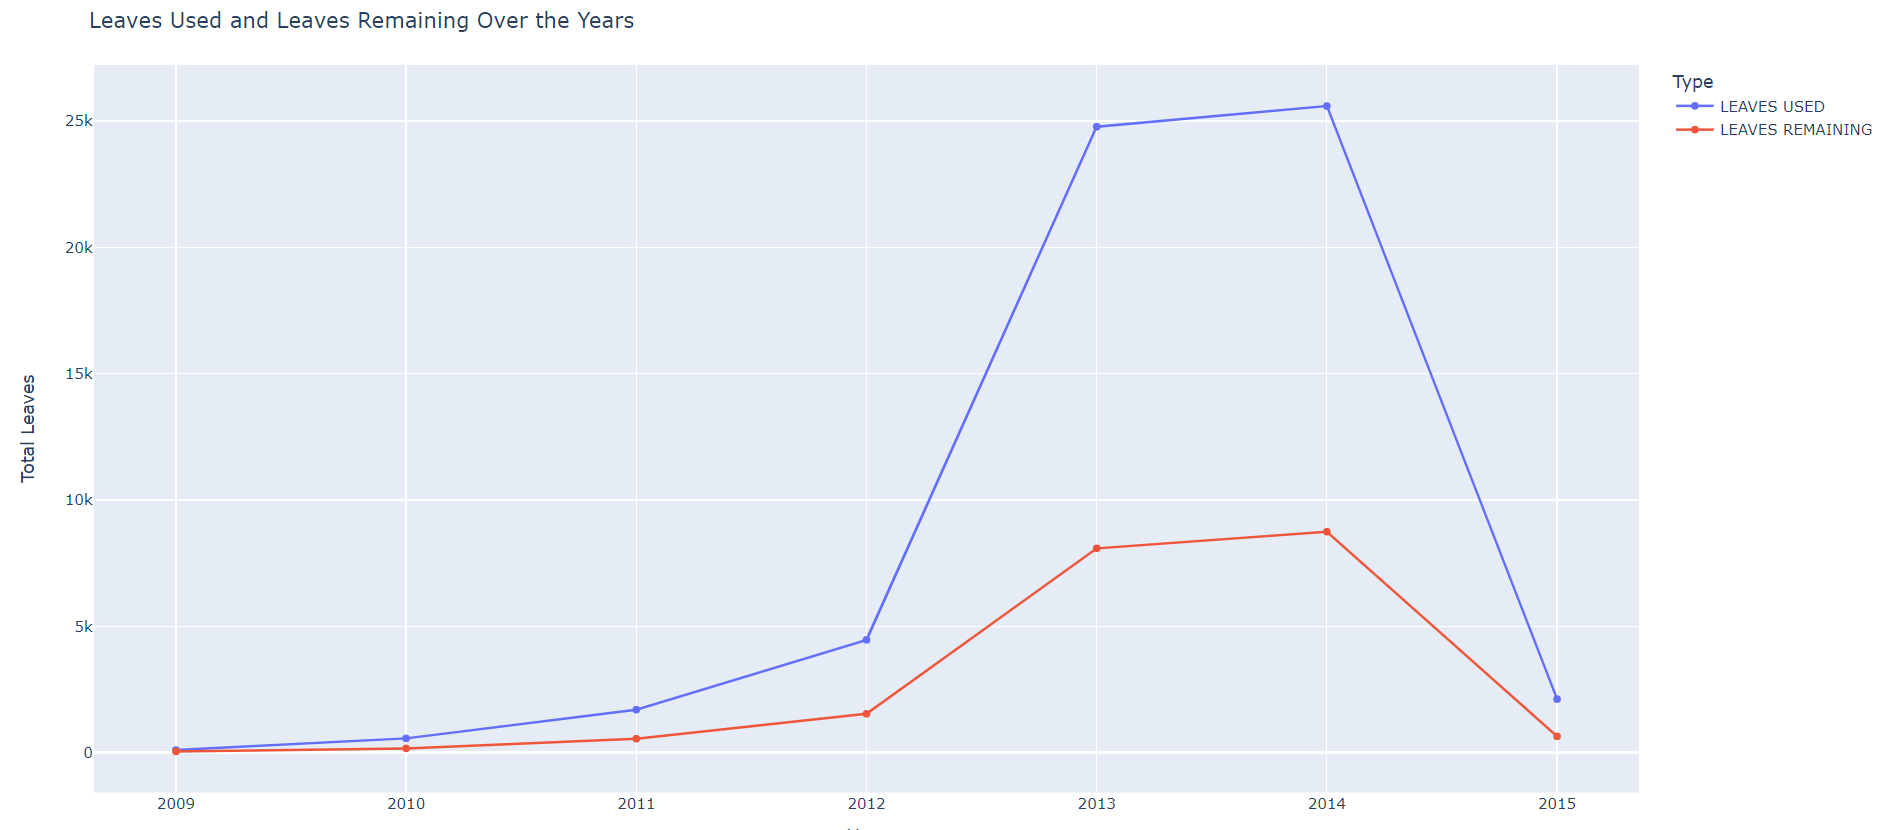 Leaves Used and Leaves Remaining Over the Years
Type
LEAVES USED
LEAVES REMAINING
Total Leaves
25k
20k
15k
10k
5k
0
2009 2010 2011 2012 2013 2014 2015